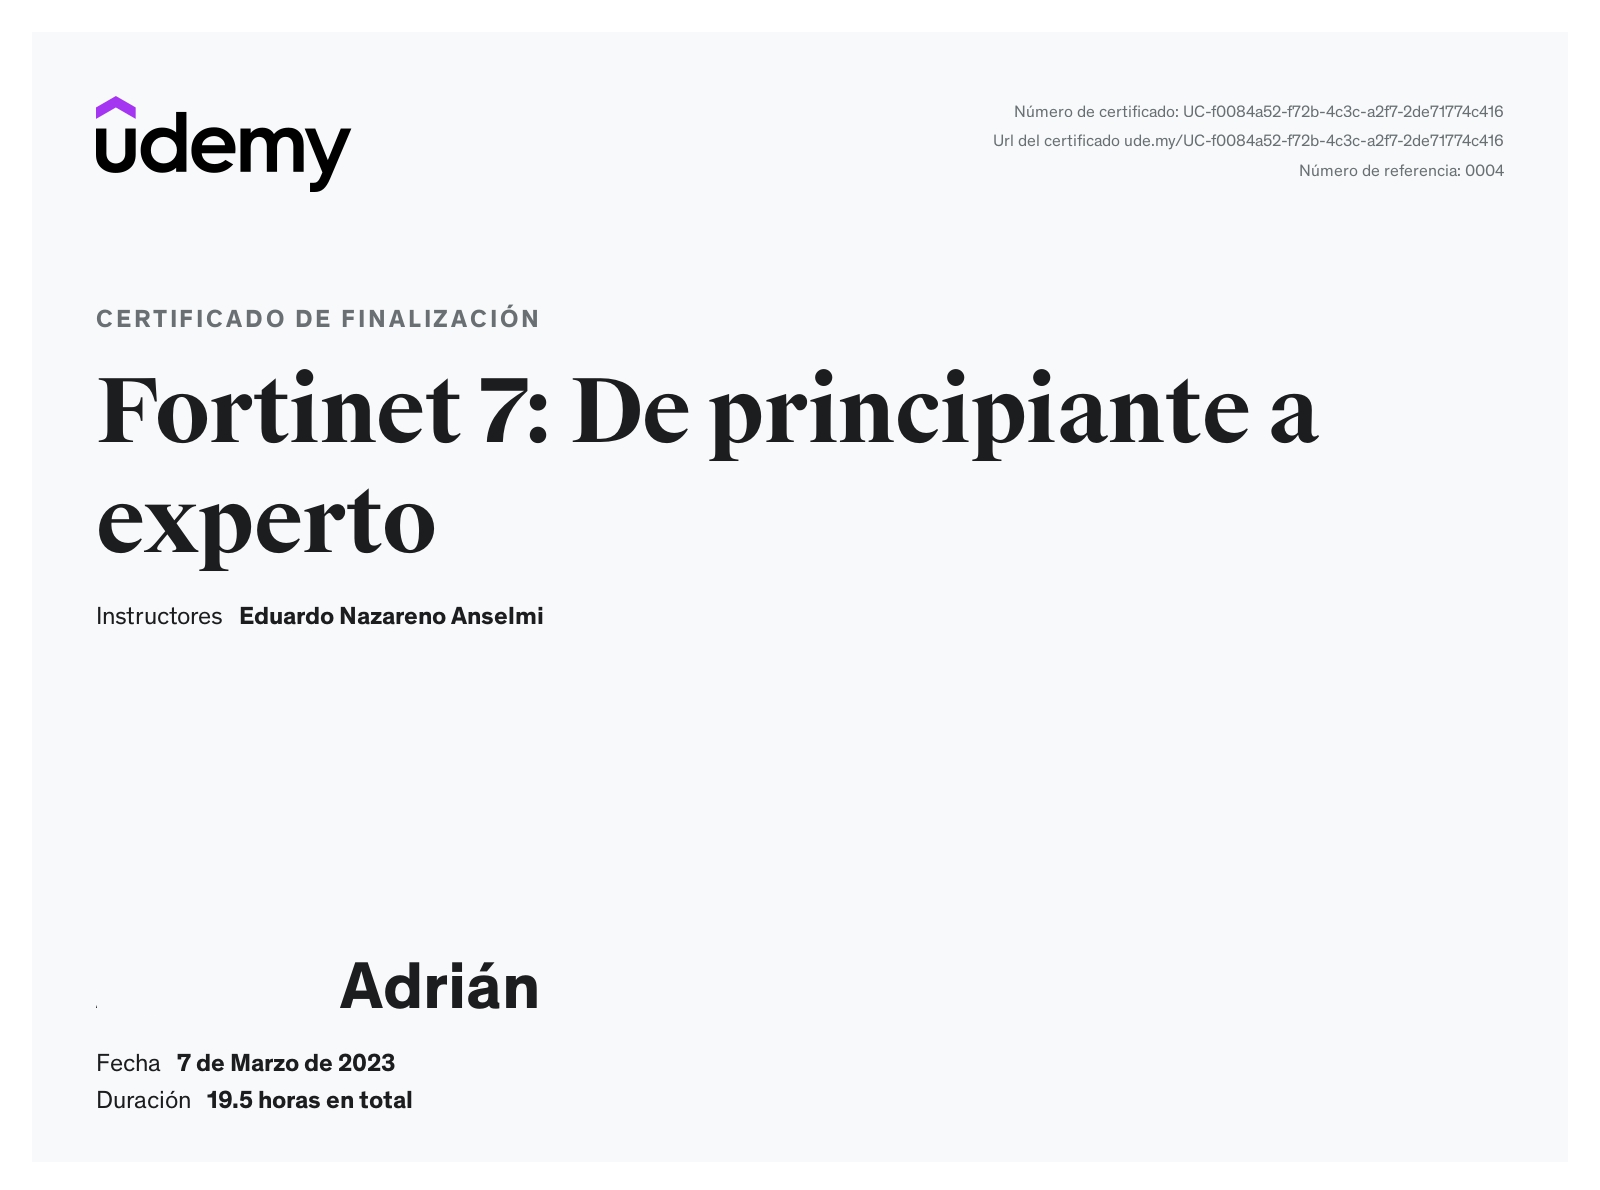 udemy
Número de certificado: UC-f0084a52-f72b-4c3c-a2f7-2de71774c416
Url del certificado ude.my/UC-f0084a52-f72b-4c3c-a2f7-2de71774c416
Número de referencia: 0004
CERTIFICADO DE FINALIZACIÓN
Fortinet 7: De principiante a
experto
Instructores Eduardo Nazareno Anselmi
Adrián
Fecha 7 de Marzo de 2023
Duración 19.5 horas en total